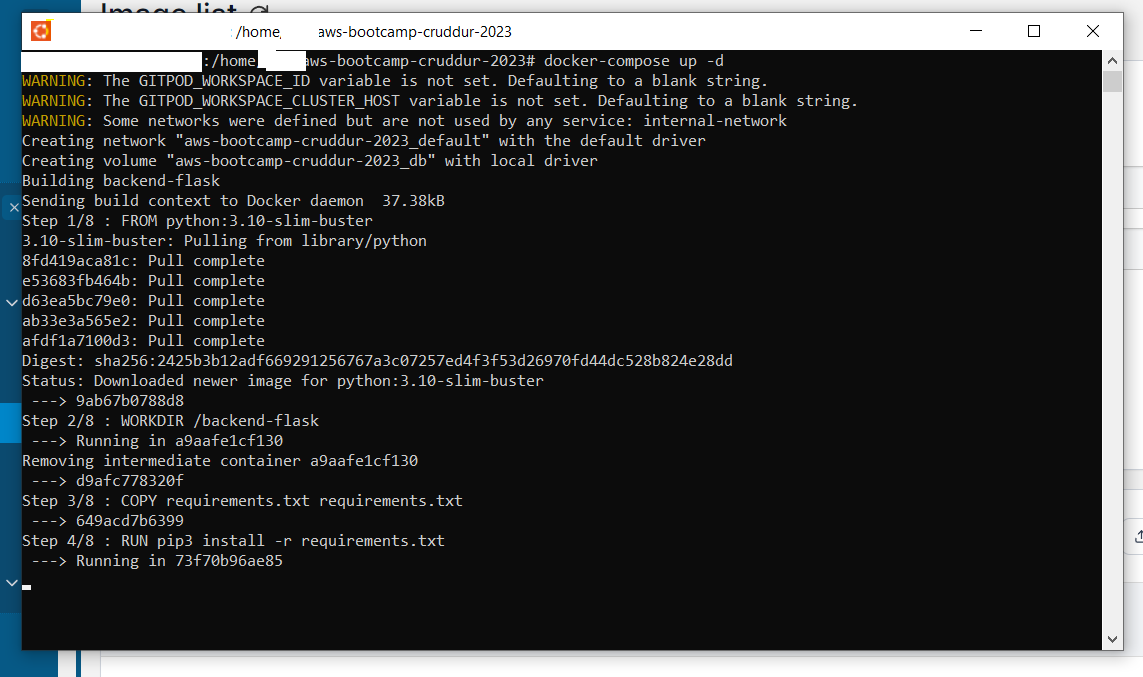 Image list
:/home, aws-bootcamp-cruddur-2023
:/home aws-bootcamp-cruddur-2023# docker-compose up -d
WARNING: The GITPOD_WORKSPACE_ID variable is not set. Defaulting to a blank string.
WARNING: The GITPOD_WORKSPACE_CLUSTER_HOST variable is not set. Defaulting to a blank string.
WARNING: Some networks were defined but are not used by any service: internal-network
Creating network "aws-bootcamp-cruddur-2023_default" with the default driver
Creating volume "aws-bootcamp-cruddur-2023_db" with local driver
Building backend-flask
Sending build context to Docker daemon  37.38kB
Step 1/8 : FROM python:3.10-slim-buster
3.10-slim-buster: Pulling from library/python
8fd419aca81c: Pull complete
e53683fb464b: Pull complete
d63ea5bc79e0: Pull complete
ab33e3a565e2: Pull complete
afdf1a7100d3: Pull complete
Digest: sha256:2425b3b12adf669291256767a3c07257ed4f3f53d26970fd44dc528b824e28dd
Status: Downloaded newer image for python:3.10-slim-buster
 ---> 9ab67b0788d8
Step 2/8 : WORKDIR /backend-flask
 ---> Running in a9aafe1cf130
Removing intermediate container a9aafe1cf130
 ---> d9afc778320f
Step 3/8 : COPY requirements.txt requirements.txt
 ---> 649acd7b6399
Step 4/8 : RUN pip3 install -r requirements.txt
 ---> Running in 73f70b96ae85